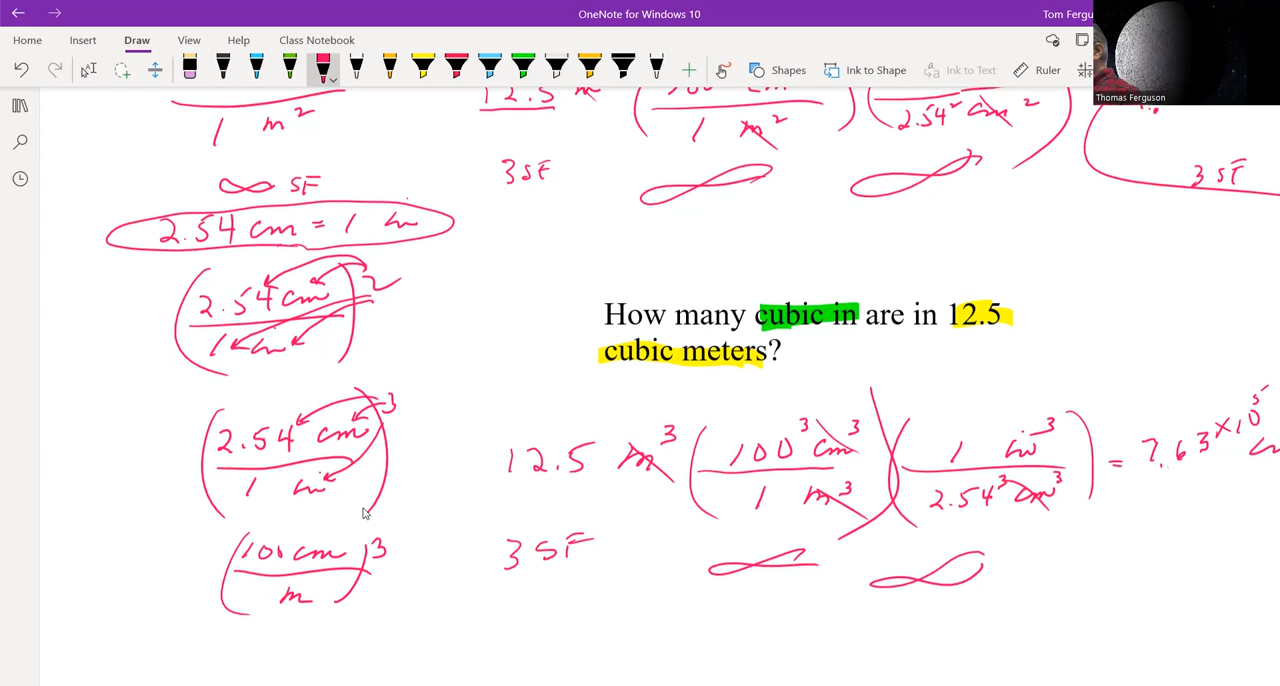 OneNote for Windows 10
Tom Fergu
Home Insert Draw View Help Class Notebook
Shapes Ink to Shape Ink to Text Ruler
Thomas Ferguson
1 m²
12.5
1 m²
2.54² cm²
∞ SF
3 SF
∞ ∞
3 SF
2.54 cm = 1 in
(2.54 cm / 1 in)²
How many cubic in are in 12.5
cubic meters?
(2.54 cm / 1 in)³
12.5 m³ (100³ cm³ / 1 m³) (1 in³ / 2.54³ cm³) = 7.63 × 10⁵
(100 cm / m)³
3 SF
∞ ∞